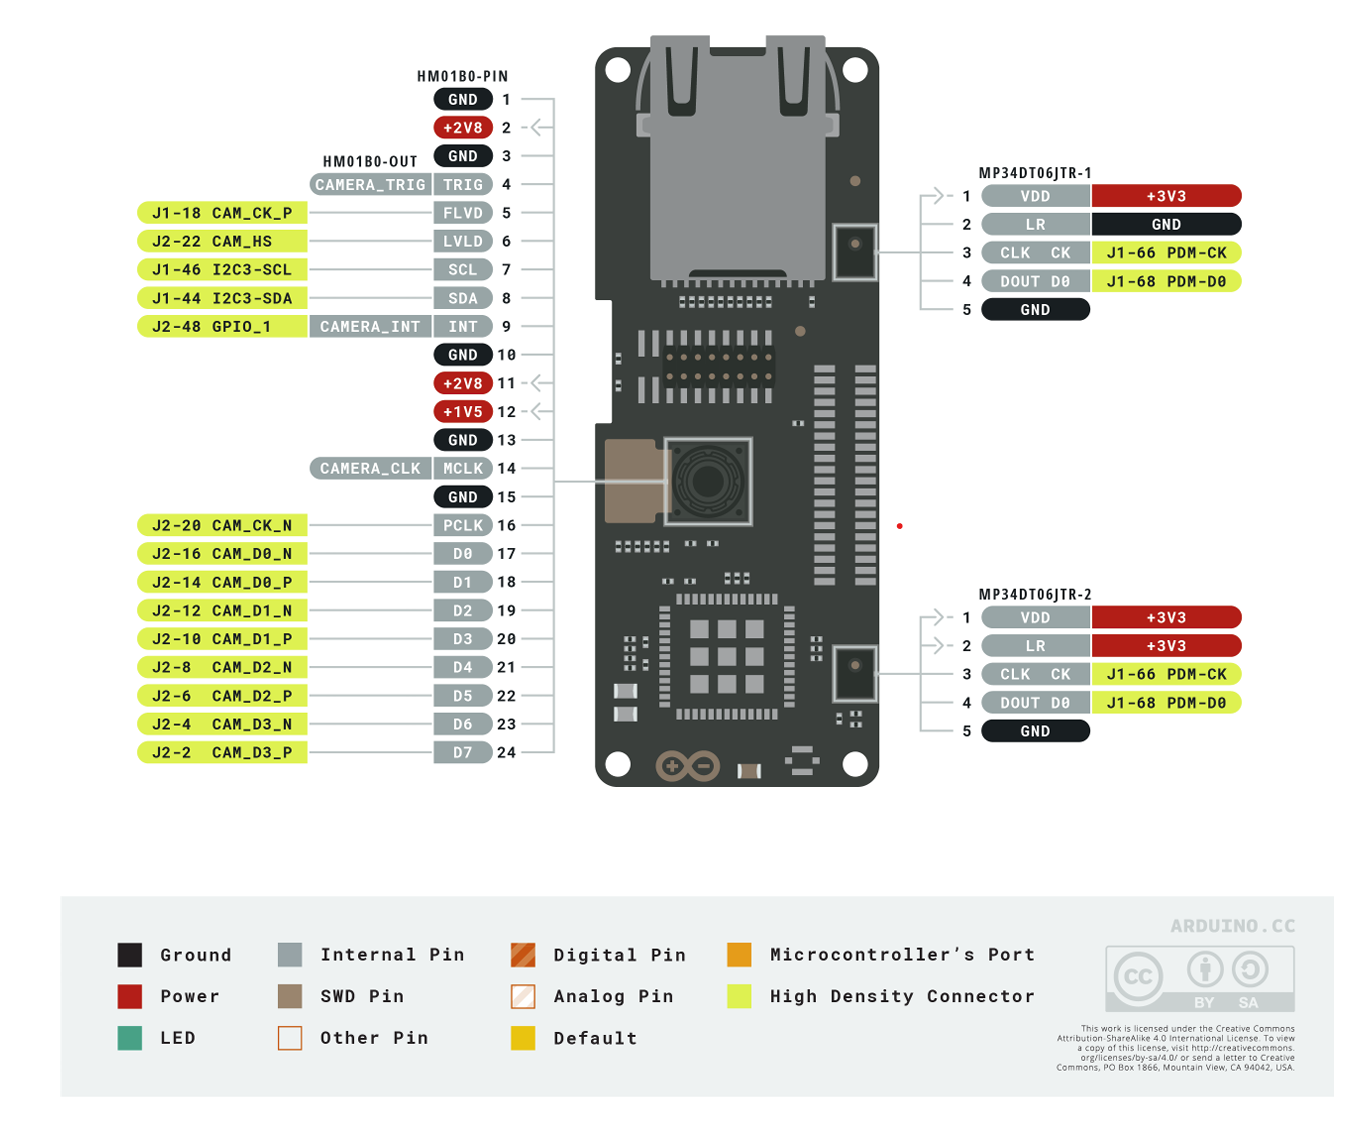 HM01B0-PIN
GND 1
+2V8 2
GND 3
HM01B0-OUT
CAMERA_TRIG TRIG 4
J1-18 CAM_CK_P FLVD 5
J2-22 CAM_HS LVLD 6
J1-46 I2C3-SCL SCL 7
J1-44 I2C3-SDA SDA 8
J2-48 GPIO_1 CAMERA_INT INT 9
GND 10
+2V8 11
+1V5 12
GND 13
CAMERA_CLK MCLK 14
GND 15
J2-20 CAM_CK_N PCLK 16
J2-16 CAM_D0_N D0 17
J2-14 CAM_D0_P D1 18
J2-12 CAM_D1_N D2 19
J2-10 CAM_D1_P D3 20
J2-8 CAM_D2_N D4 21
J2-6 CAM_D2_P D5 22
J2-4 CAM_D3_N D6 23
J2-2 CAM_D3_P D7 24
MP34DT06JTR-1
1 VDD +3V3
2 LR GND
3 CLK CK J1-66 PDM-CK
4 DOUT D0 J1-68 PDM-D0
5 GND
MP34DT06JTR-2
1 VDD +3V3
2 LR +3V3
3 CLK CK J1-66 PDM-CK
4 DOUT D0 J1-68 PDM-D0
5 GND
Ground
Power
LED
Internal Pin
SWD Pin
Other Pin
Digital Pin
Analog Pin
Default
Microcontroller's Port
High Density Connector
ARDUINO.CC
cc
BY SA
This work is licensed under the Creative Commons
Attribution-ShareAlike 4.0 International License. To view
a copy of this license, visit http://creativecommons.
org/licenses/by-sa/4.0/ or send a letter to Creative
Commons, PO Box 1866, Mountain View, CA 94042, USA.